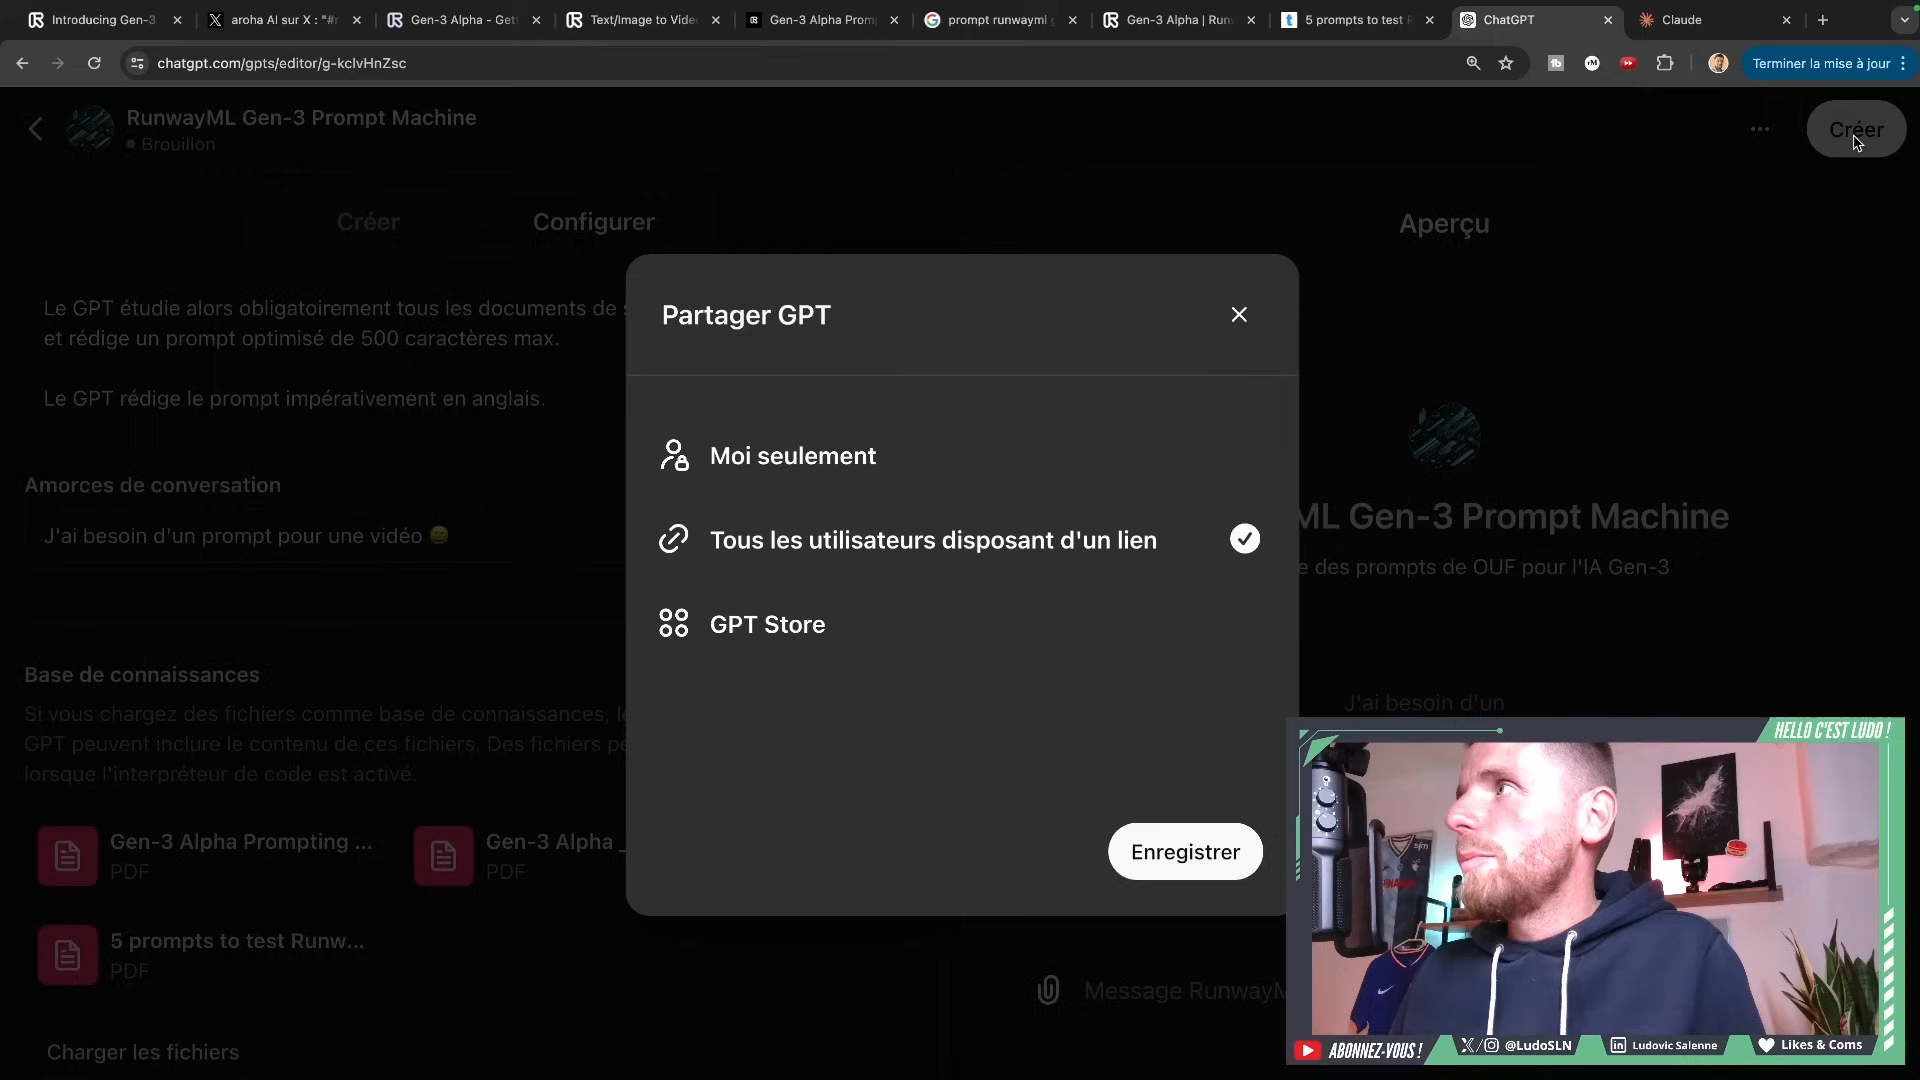 Introducing Gen-3
aroha AI sur X : "#r
Gen-3 Alpha - Gett
Text/Image to Vide
Gen-3 Alpha Prom
prompt runwayml g
Gen-3 Alpha | Run
5 prompts to test R
ChatGPT
Claude
chatgpt.com/gpts/editor/g-kclvHnZsc
Terminer la mise à jour
RunwayML Gen-3 Prompt Machine
Brouillon
Créer
Créer
Configurer
Aperçu
Le GPT étudie alors obligatoirement tous les documents de s
et rédige un prompt optimisé de 500 caractères max.
Le GPT rédige le prompt impérativement en anglais.
Amorces de conversation
J'ai besoin d'un prompt pour une vidéo 😄
Base de connaissances
Si vous chargez des fichiers comme base de connaissances, le
GPT peuvent inclure le contenu de ces fichiers. Des fichiers pe
lorsque l'interpréteur de code est activé.
Gen-3 Alpha Prompting ...
PDF
Gen-3 Alpha _
PDF
5 prompts to test Runw...
PDF
Charger les fichiers
Partager GPT
Moi seulement
Tous les utilisateurs disposant d'un lien
GPT Store
Enregistrer
ML Gen-3 Prompt Machine
e des prompts de OUF pour l'IA Gen-3
J'ai besoin d'un
Message RunwayM
HELLO C'EST LUDO !
ABONNEZ-VOUS !
@LudoSLN
Ludovic Salenne
Likes & Coms